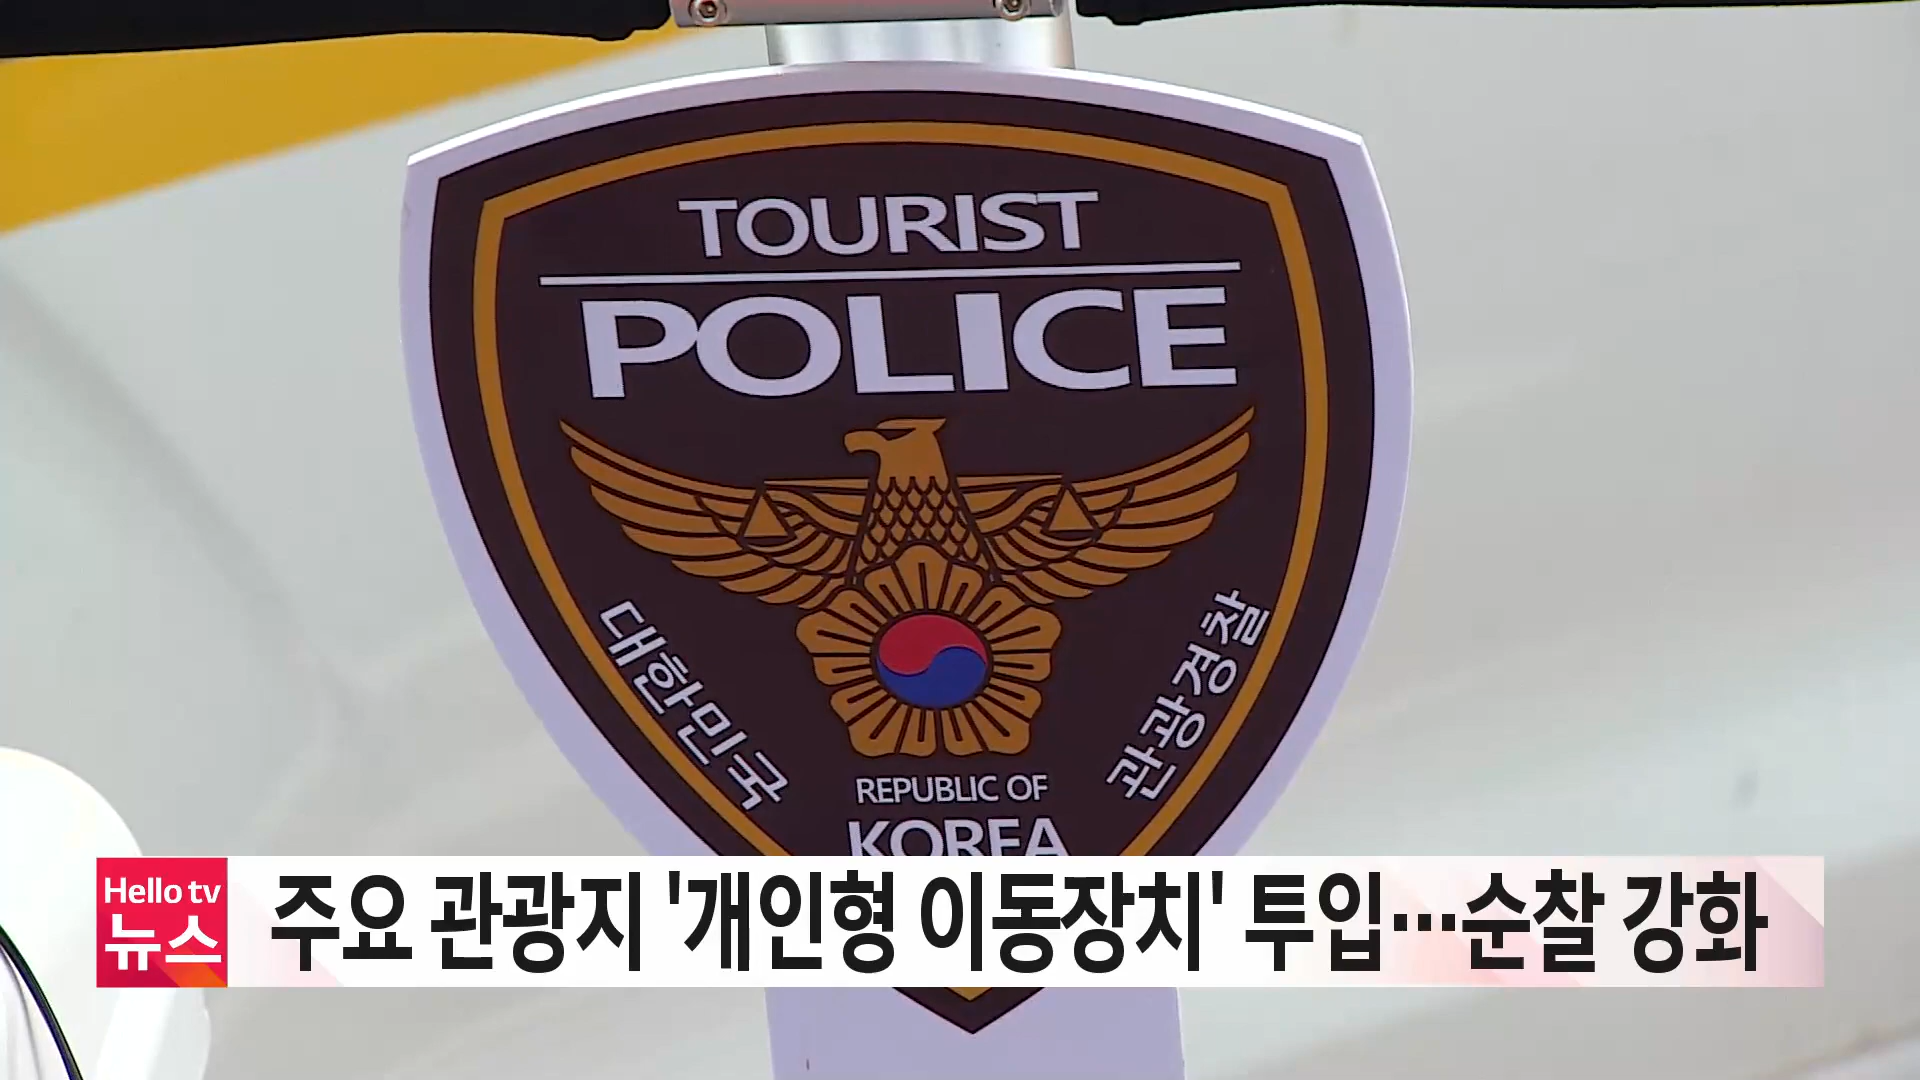 TOURIST
POLICE
대한민국
관광경찰
REPUBLIC OF
KOREA
Hello tv
뉴스
주요 관광지 '개인형 이동장치' 투입…순찰 강화